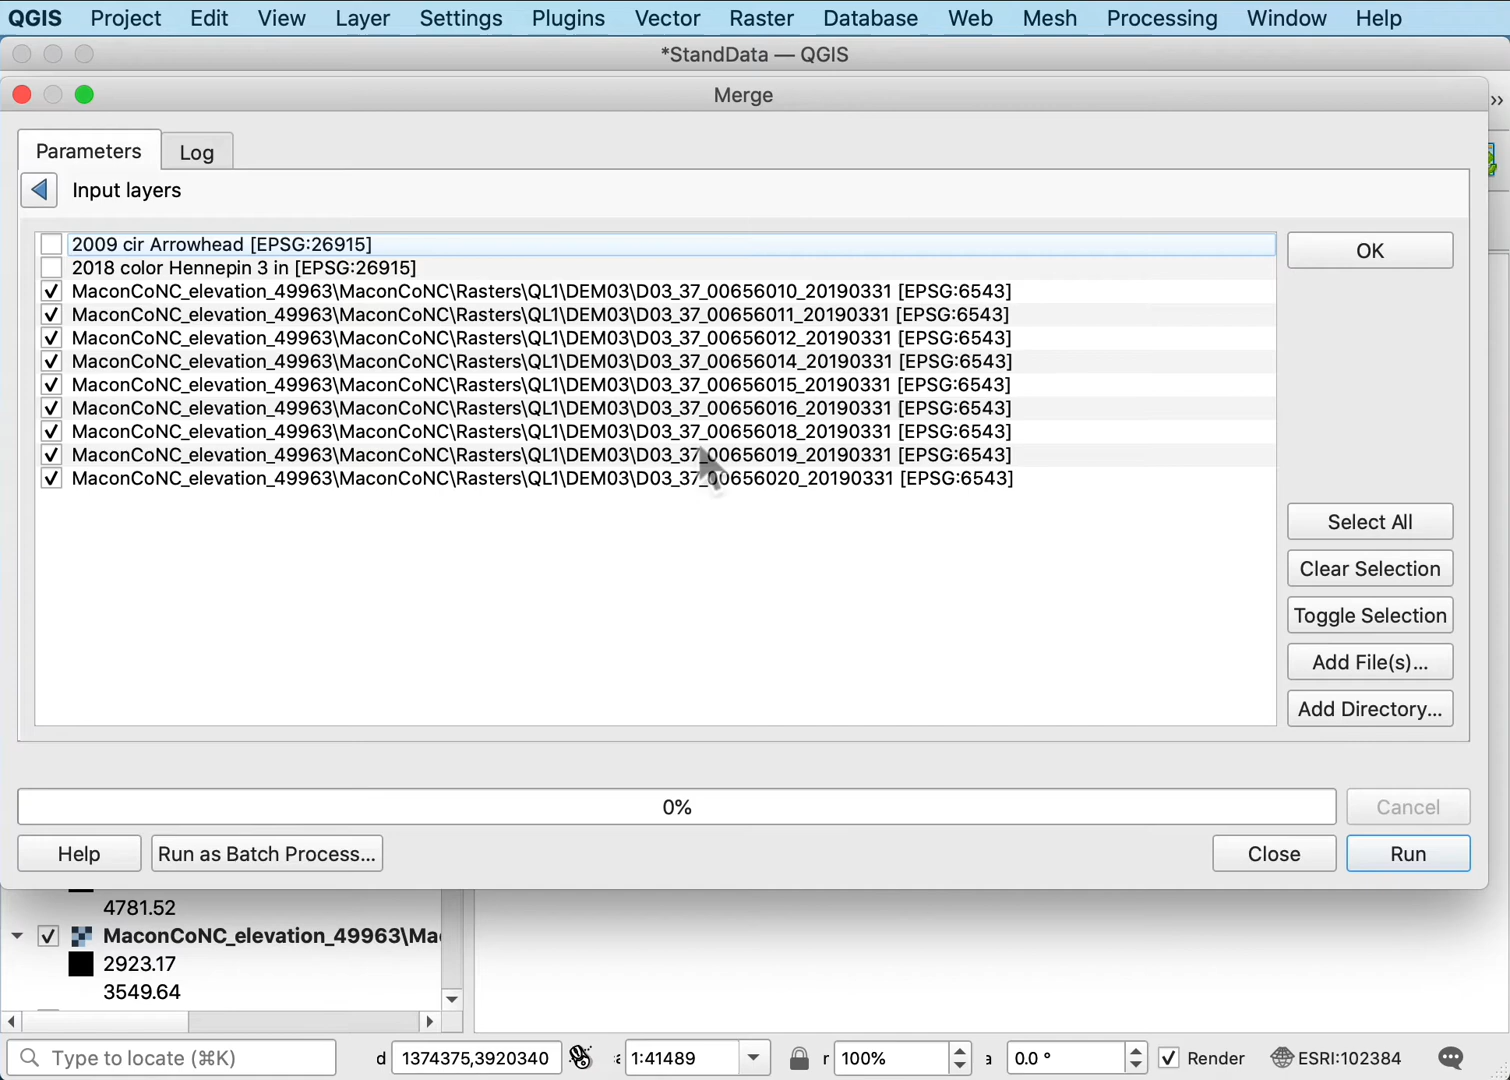 QGIS Project Edit View Layer Settings Plugins Vector Raster Database Web Mesh Processing Window Help
*StandData — QGIS
Merge
Parameters Log
Input layers
2009 cir Arrowhead [EPSG:26915]
2018 color Hennepin 3 in [EPSG:26915]
MaconCoNC_elevation_49963\MaconCoNC\Rasters\QL1\DEM03\D03_37_00656010_20190331 [EPSG:6543]
MaconCoNC_elevation_49963\MaconCoNC\Rasters\QL1\DEM03\D03_37_00656011_20190331 [EPSG:6543]
MaconCoNC_elevation_49963\MaconCoNC\Rasters\QL1\DEM03\D03_37_00656012_20190331 [EPSG:6543]
MaconCoNC_elevation_49963\MaconCoNC\Rasters\QL1\DEM03\D03_37_00656014_20190331 [EPSG:6543]
MaconCoNC_elevation_49963\MaconCoNC\Rasters\QL1\DEM03\D03_37_00656015_20190331 [EPSG:6543]
MaconCoNC_elevation_49963\MaconCoNC\Rasters\QL1\DEM03\D03_37_00656016_20190331 [EPSG:6543]
MaconCoNC_elevation_49963\MaconCoNC\Rasters\QL1\DEM03\D03_37_00656018_20190331 [EPSG:6543]
MaconCoNC_elevation_49963\MaconCoNC\Rasters\QL1\DEM03\D03_37_00656019_20190331 [EPSG:6543]
MaconCoNC_elevation_49963\MaconCoNC\Rasters\QL1\DEM03\D03_37_00656020_20190331 [EPSG:6543]
OK
Select All
Clear Selection
Toggle Selection
Add File(s)...
Add Directory...
0%
Cancel
Help Run as Batch Process... Close Run
4781.52
MaconCoNC_elevation_49963\Ma
2923.17
3549.64
Type to locate (⌘K) d 1374375,3920340 1:41489 r 100% a 0.0 ° Render ESRI:102384